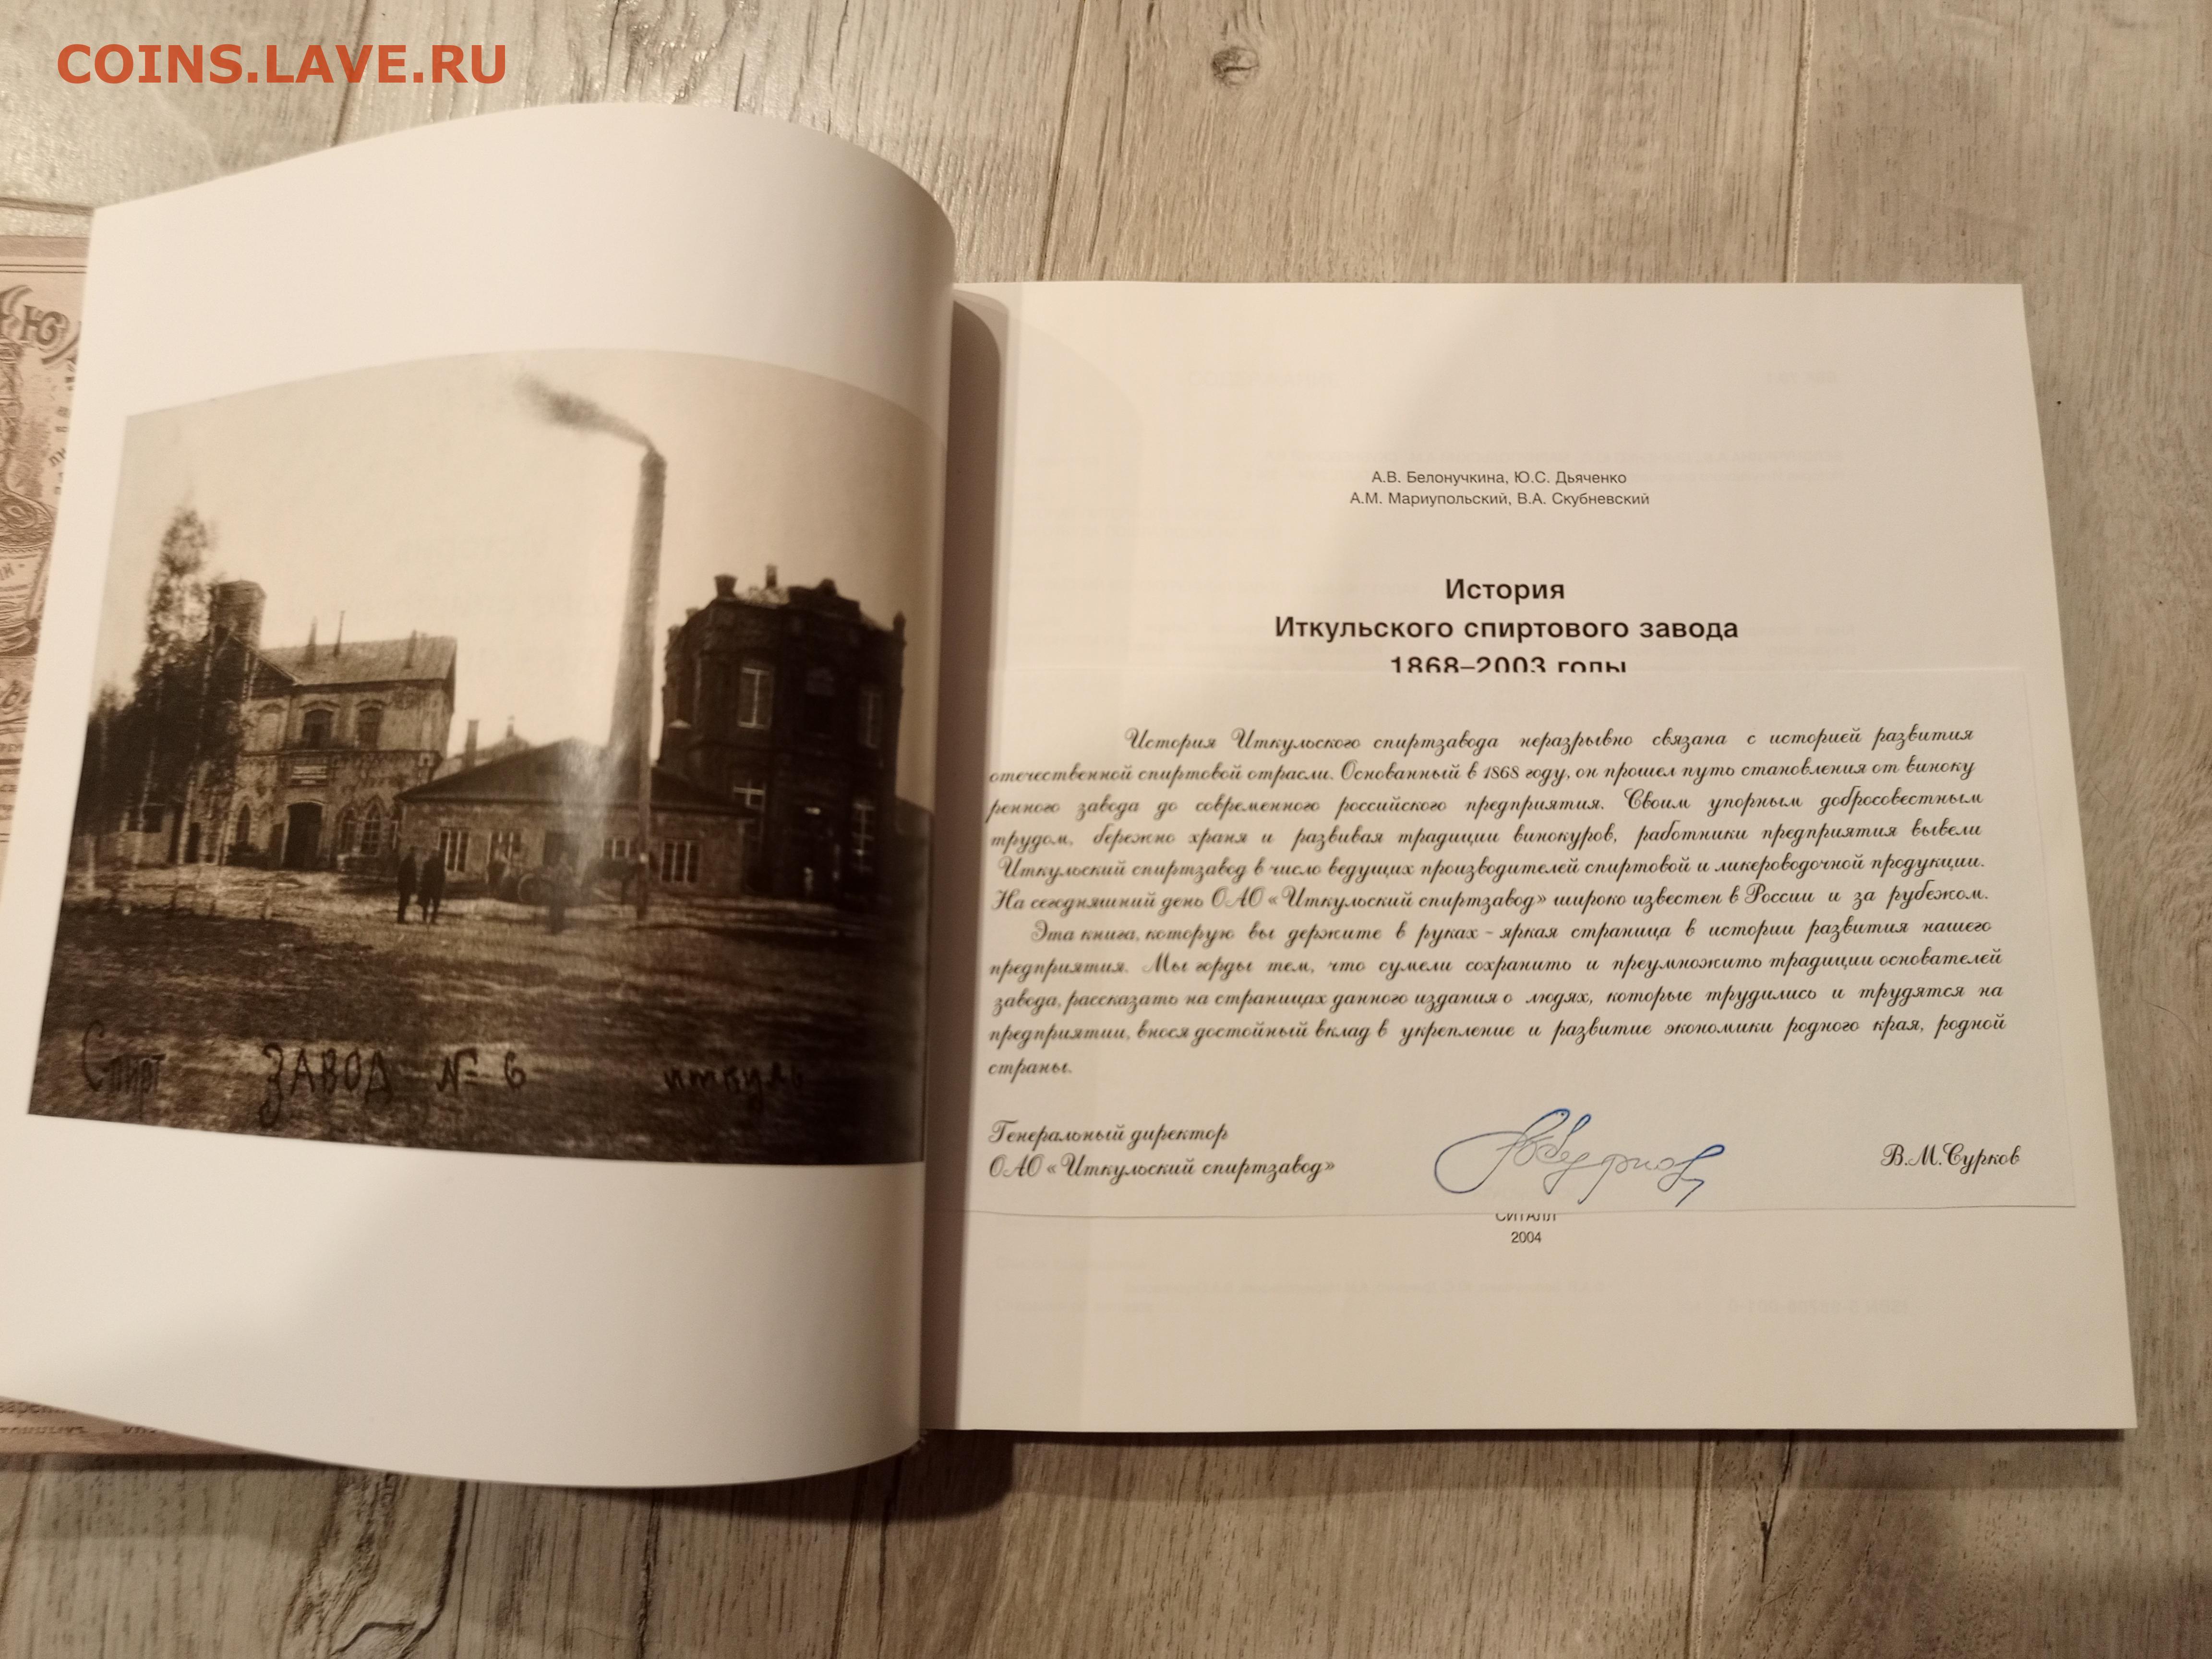 COINS.LAVE.RU
Спирт ЗАВОД № 6 иткуль
А.В. Белонучкина, Ю.С. Дьяченко
А.М. Мариупольский, В.А. Скубневский
История
Иткульского спиртового завода
1868–2003 годы
История Иткульского спиртзавода неразрывно связана с историей развития
отечественной спиртовой отрасли. Основанный в 1868 году, он прошел путь становления от виноку
ренного завода до современного российского предприятия. Своим упорным добросовестным
трудом, бережно храня и развивая традиции винокуров, работники предприятия вывели
Иткульский спиртзавод в число ведущих производителей спиртовой и ликероводочной продукции.
На сегодняшний день ОАО «Иткульский спиртзавод» широко известен в России и за рубежом.
Эта книга, которую вы держите в руках - яркая страница в истории развития нашего
предприятия. Мы горды тем, что сумели сохранить и преумножить традиции основателей
завода, рассказать на страницах данного издания о людях, которые трудились и трудятся на
предприятии, внося достойный вклад в укрепление и развитие экономики родного края, родной
страны.
Генеральный директор
ОАО «Иткульский спиртзавод»
В.М.Сурков
СИТАЛЛ
2004